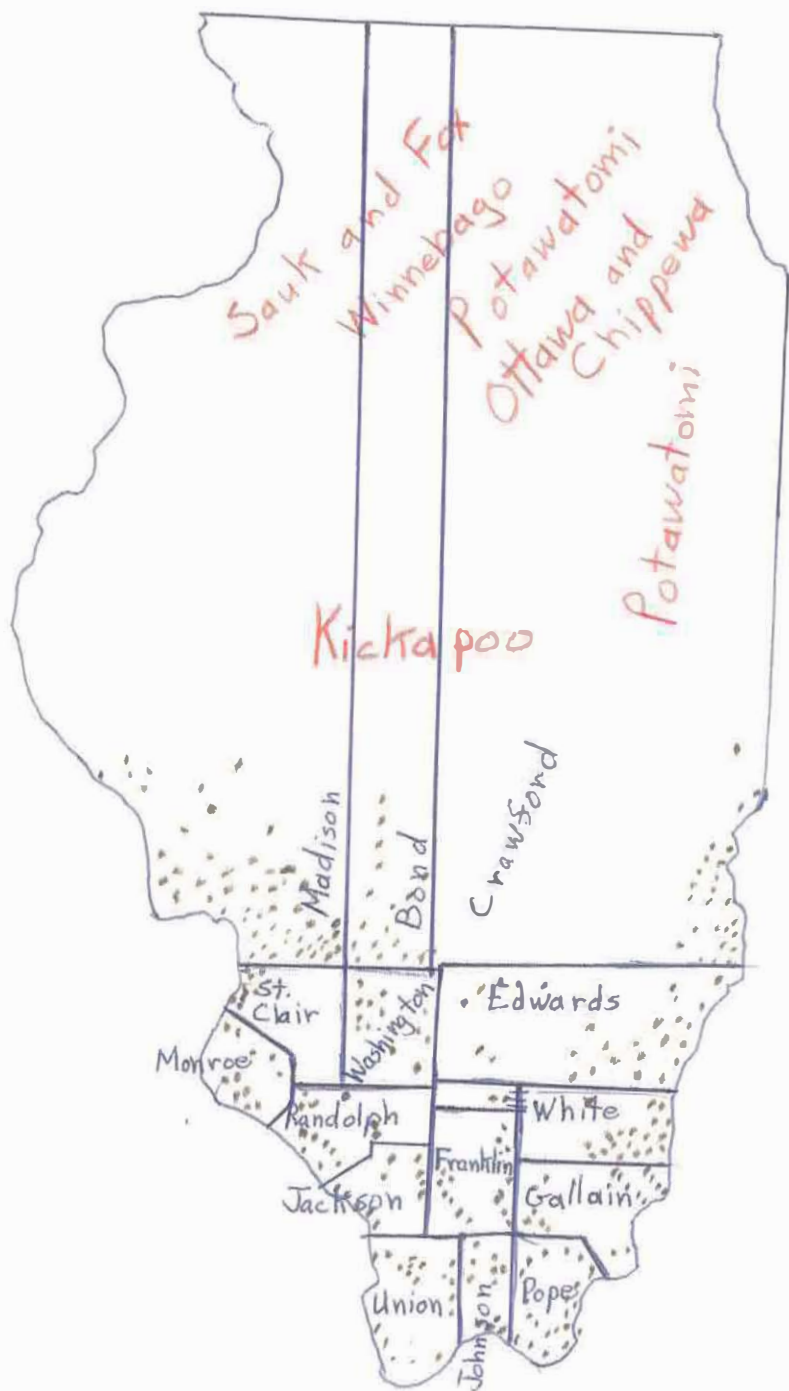 Sauk and Fox
Winnebago
Potawatomi
Ottawa and
Chippewa
Potawatomi
Kickapoo
Madison
Bond
Crawford
St.
Clair
Washington
Edwards
Monroe
Randolph
White
Franklin
Jackson
Gallain
Union
Johnson
Pope